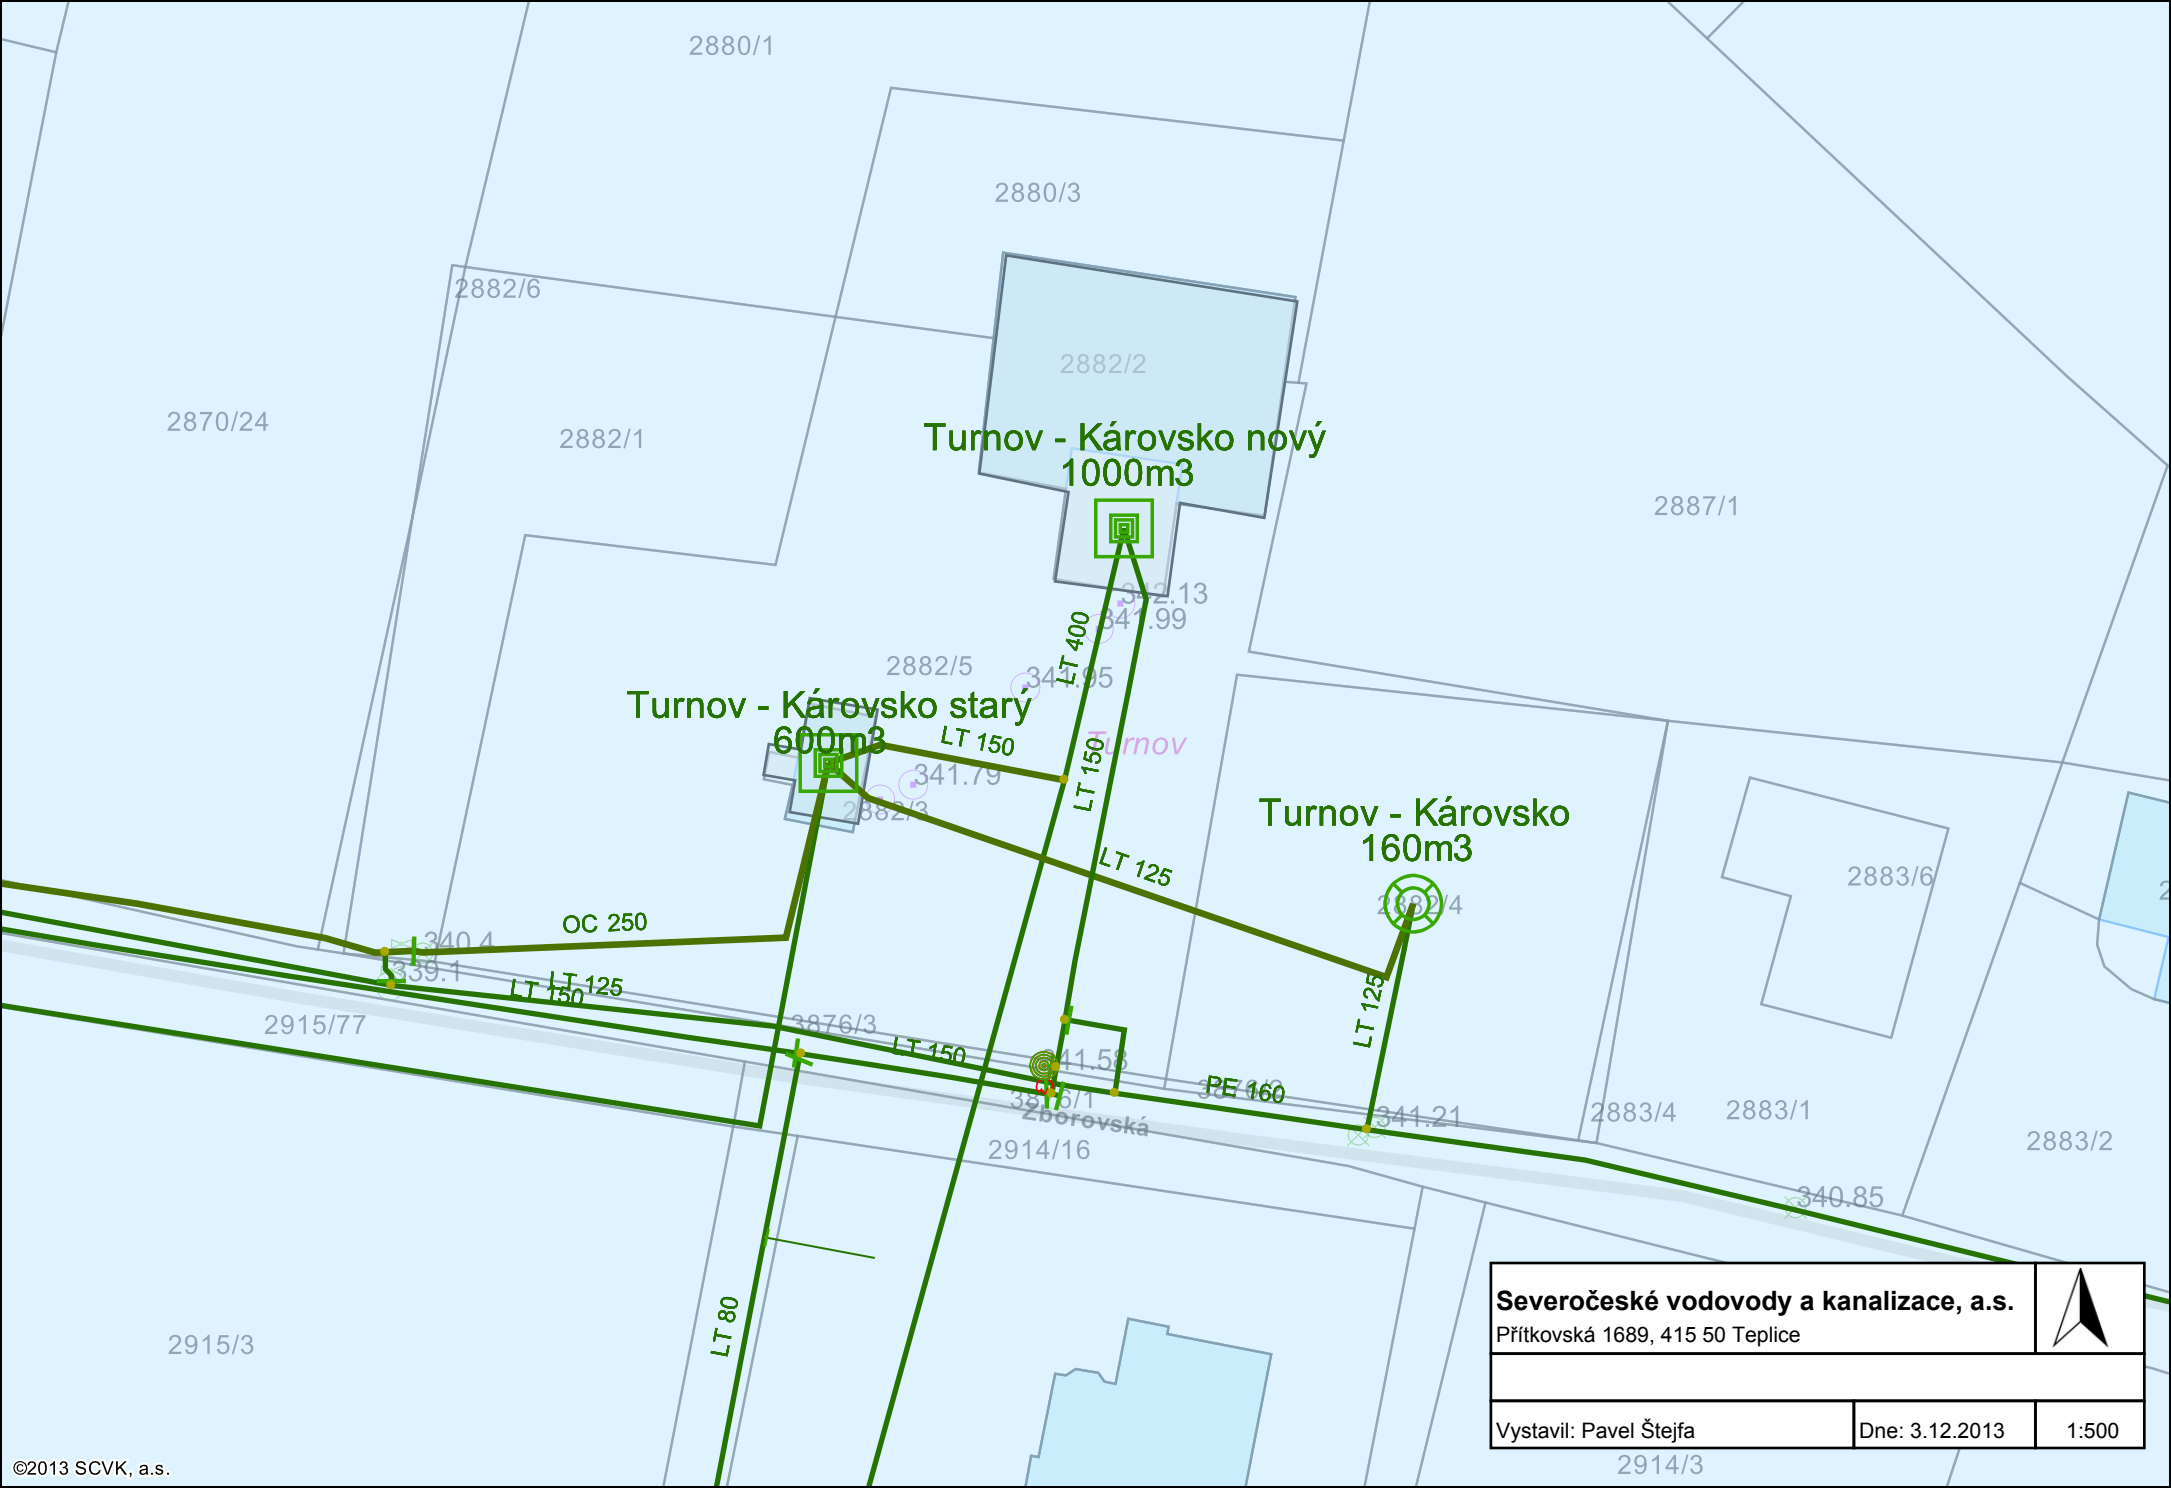 2880/1
2880/3
2882/6
2882/2
2870/24
2882/1
Turnov - Károvsko nový
1000m3
2887/1
342.13
341.99
LT 400
2882/5
341.95
Turnov - Károvsko starý
600m3
LT 150
Turnov
341.79
LT 150
2882/3
Turnov - Károvsko
160m3
LT 125
2883/6
2882/4
OC 250
340.4
339.1
LT 125
LT 150
LT 125
2915/77
3876/3
LT 150
341.58
PE 160
Zborovská
341.21
2883/4
2883/1
2883/2
2914/16
340.85
LT 80
2915/3
Severočeské vodovody a kanalizace, a.s.
Přítkovská 1689, 415 50 Teplice
Vystavil: Pavel Štejfa
Dne: 3.12.2013
1:500
2914/3
©2013 SCVK, a.s.